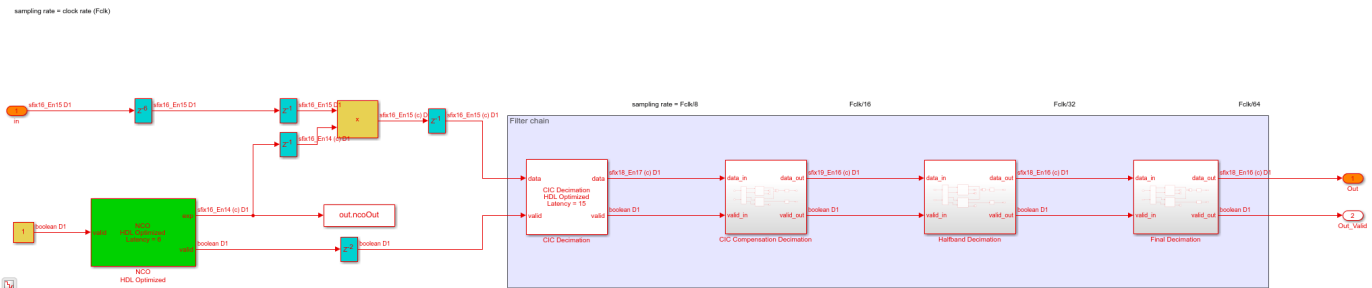 sampling rate = clock rate (Fclk)
sfix16_En15 D1
sfix16_En15 D1
sfix16_En15 D1
1
In
x
sfix16_En15 (c) D1
sfix16_En15 (c) D1
sfix16_En14 (c) D1
sampling rate = Fclk/8
Fclk/16
Fclk/32
Fclk/64
Filter chain
data
data
CIC Decimation
HDL Optimized
Latency = 15
valid
valid
CIC Decimation
sfix18_En17 (c) D1
boolean D1
data_in
data_out
valid_in
valid_out
CIC Compensation Decimation
sfix19_En16 (c) D1
boolean D1
data_in
data_out
valid_in
valid_out
Halfband Decimation
sfix18_En16 (c) D1
boolean D1
data_in
data_out
valid_in
valid_out
Final Decimation
sfix18_En16 (c) D1
boolean D1
1
Out
2
Out_Valid
1
boolean D1
valid
NCO
HDL Optimized
Latency = 6
exp
valid
NCO
HDL Optimized
sfix16_En14 (c) D1
out.ncoOut
boolean D1
Z-2
boolean D1